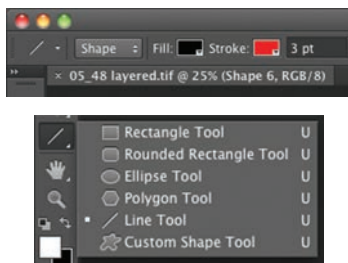 Shape Fill: Stroke: 3 pt
× 05_48 layered.tif @ 25% (Shape 6, RGB/8)
Rectangle Tool U
Rounded Rectangle Tool U
Ellipse Tool U
Polygon Tool U
Line Tool U
Custom Shape Tool U